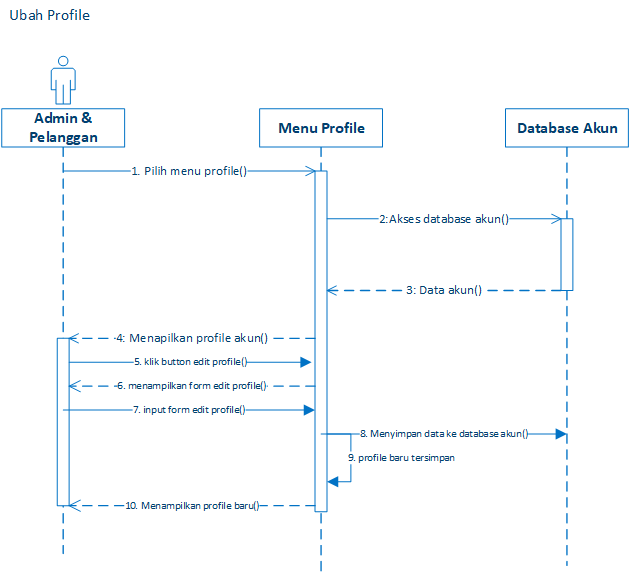 Ubah Profile
Admin &
Pelanggan
Menu Profile
Database Akun
1. Pilih menu profile()
2:Akses database akun()
3: Data akun()
4: Menapilkan profile akun()
5. klik button edit profile()
6. menampilkan form edit profile()
7. input form edit profile()
8. Menyimpan data ke database akun()
9. profile baru tersimpan
10. Menampilkan profile baru()